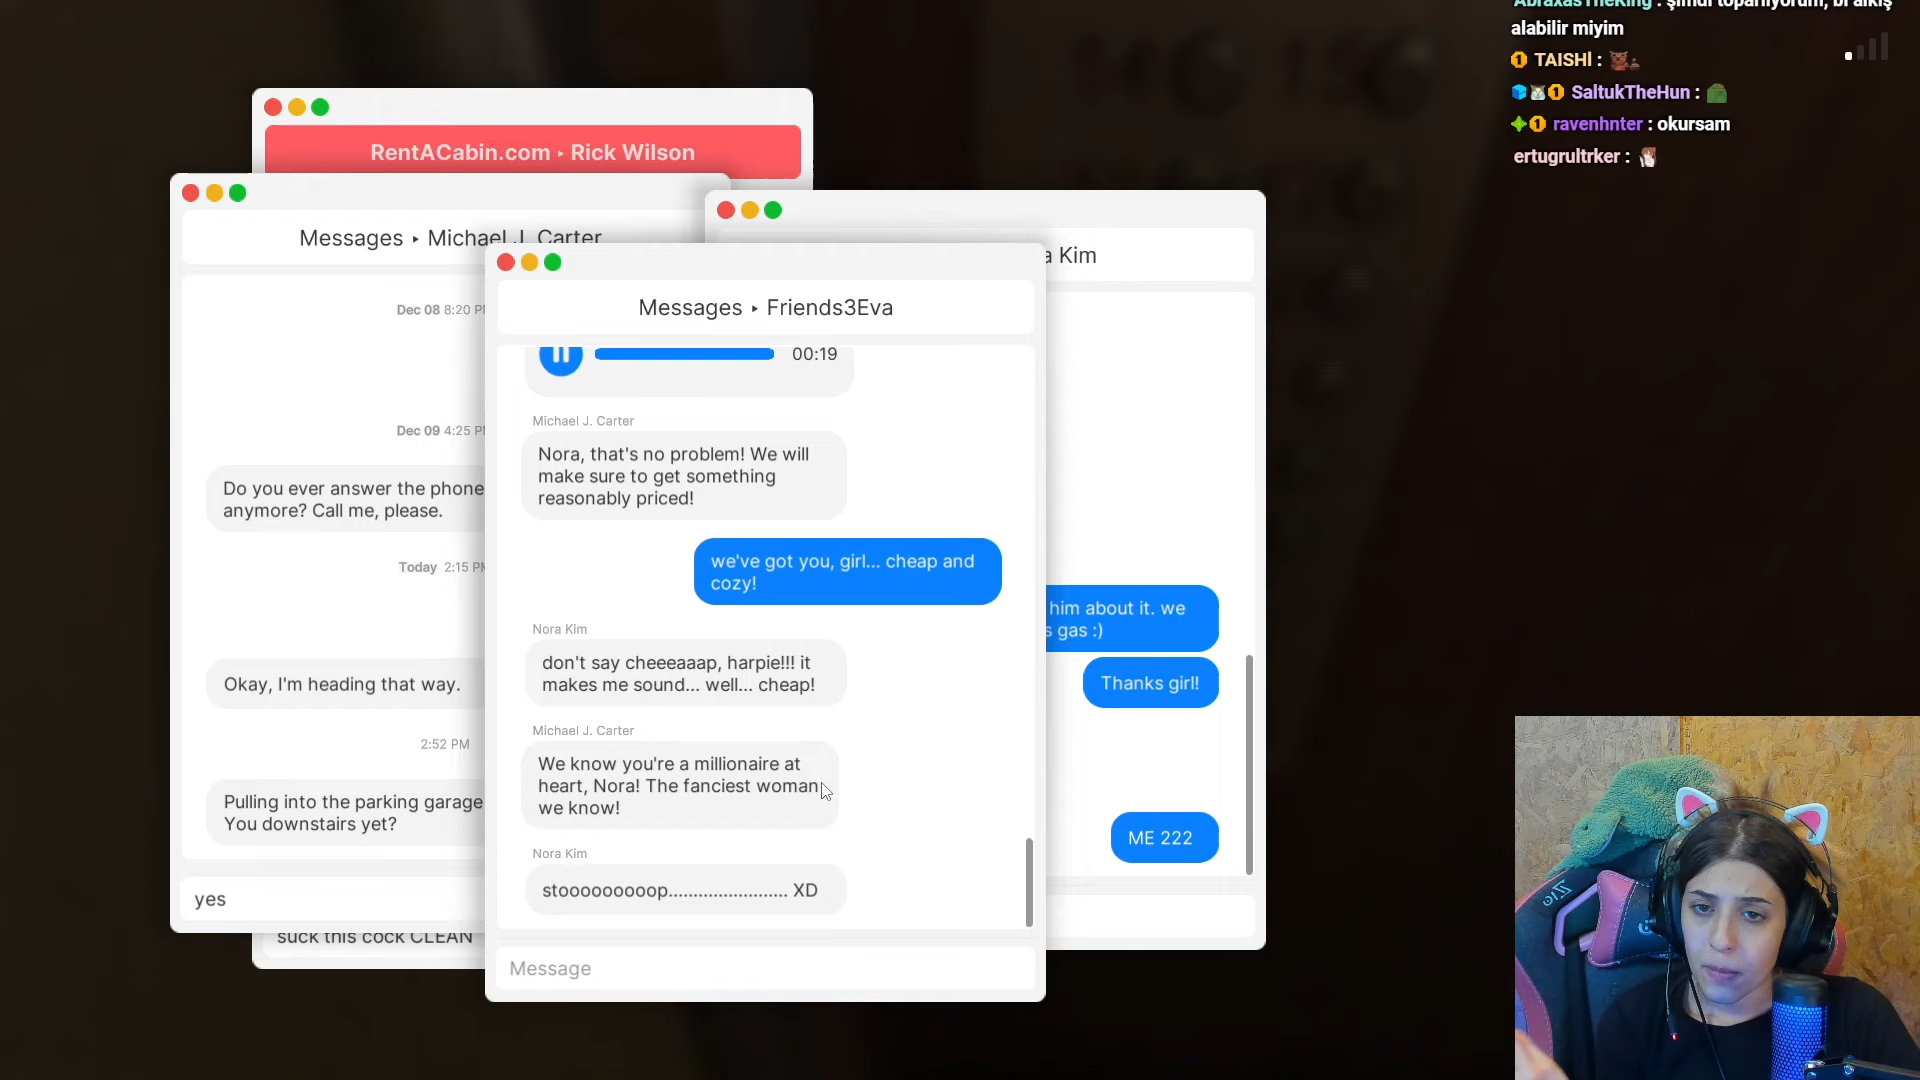 AbraxasTheKing : şimdi toparlıyorum, bi alkış
alabilir miyim
TAISHI :
SaltukTheHun :
ravenhnter : okursam
ertugrultrker :
RentACabin.com ▸ Rick Wilson
Messages ▸ Michael J. Carter
Dec 08 8:20
Dec 09 4:25
Do you ever answer the phone
anymore? Call me, please.
Today 2:15
Okay, I'm heading that way.
2:52 PM
Pulling into the parking garage
You downstairs yet?
yes
suck this cock CLEAN
Messages ▸ Friends3Eva
00:19
Michael J. Carter
Nora, that's no problem! We will
make sure to get something
reasonably priced!
we've got you, girl... cheap and
cozy!
Nora Kim
don't say cheeeaaap, harpie!!! it
makes me sound... well... cheap!
Michael J. Carter
We know you're a millionaire at
heart, Nora! The fanciest woman
we know!
Nora Kim
stoooooooooop........................ XD
Message
a Kim
him about it. we
s gas :)
Thanks girl!
ME 222